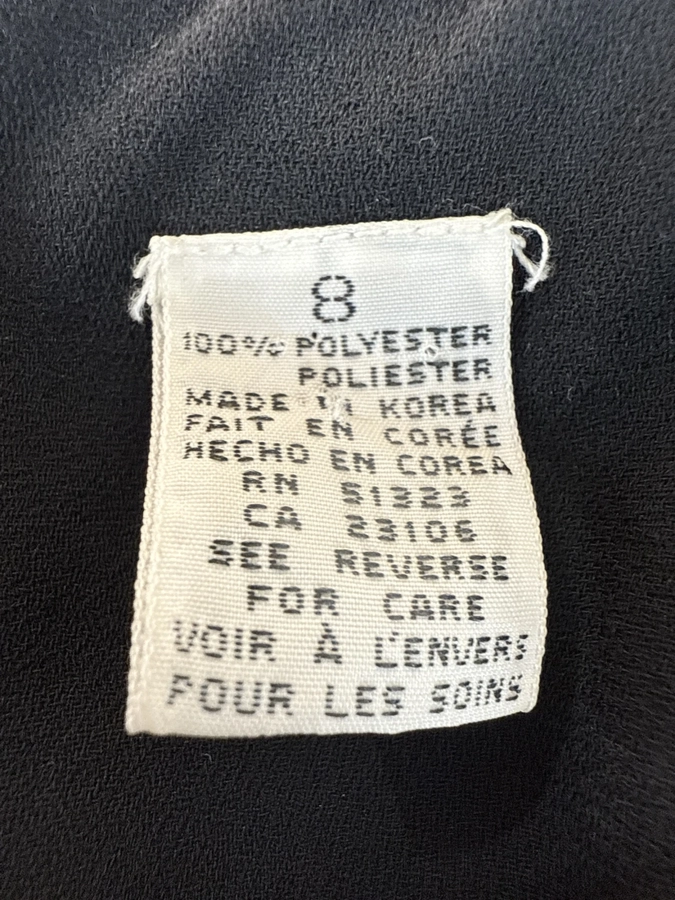 8
100% POLYESTER
POLIESTER
MADE IN KOREA
FAIT EN CORÉE
HECHO EN COREA
RN 51323
CA 23106
SEE REVERSE
FOR CARE
VOIR À L'ENVERS
POUR LES SOINS